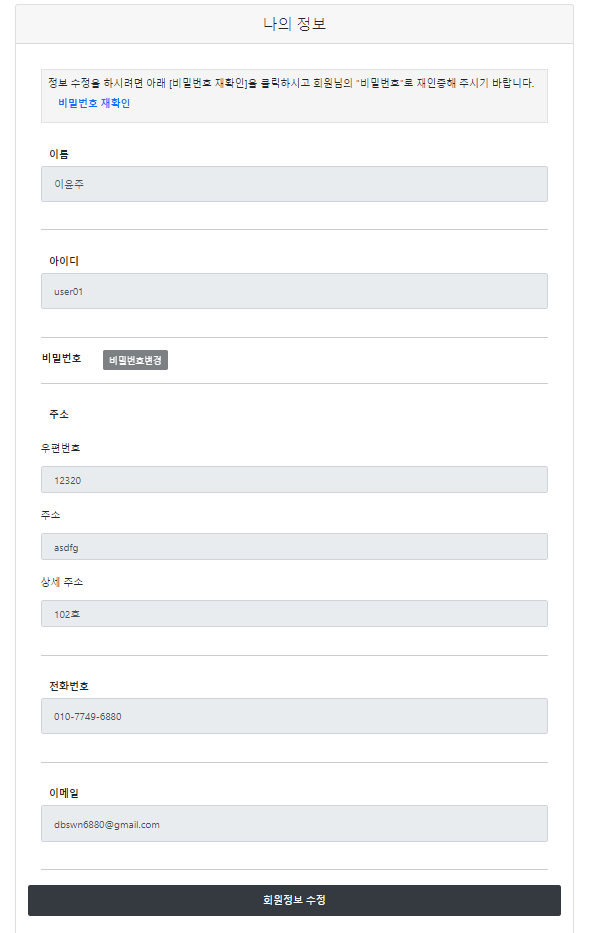 나의 정보
정보 수정을 하시려면 아래 [비밀번호 재확인]을 클릭하시고 회원님의 "비밀번호"로 재인증해 주시기 바랍니다.
비밀번호 재확인
이름
이윤주
아이디
user01
비밀번호 비밀번호변경
주소
우편번호
12320
주소
asdfg
상세 주소
102호
전화번호
010-7749-6880
이메일
dbswn6880@gmail.com
회원정보 수정